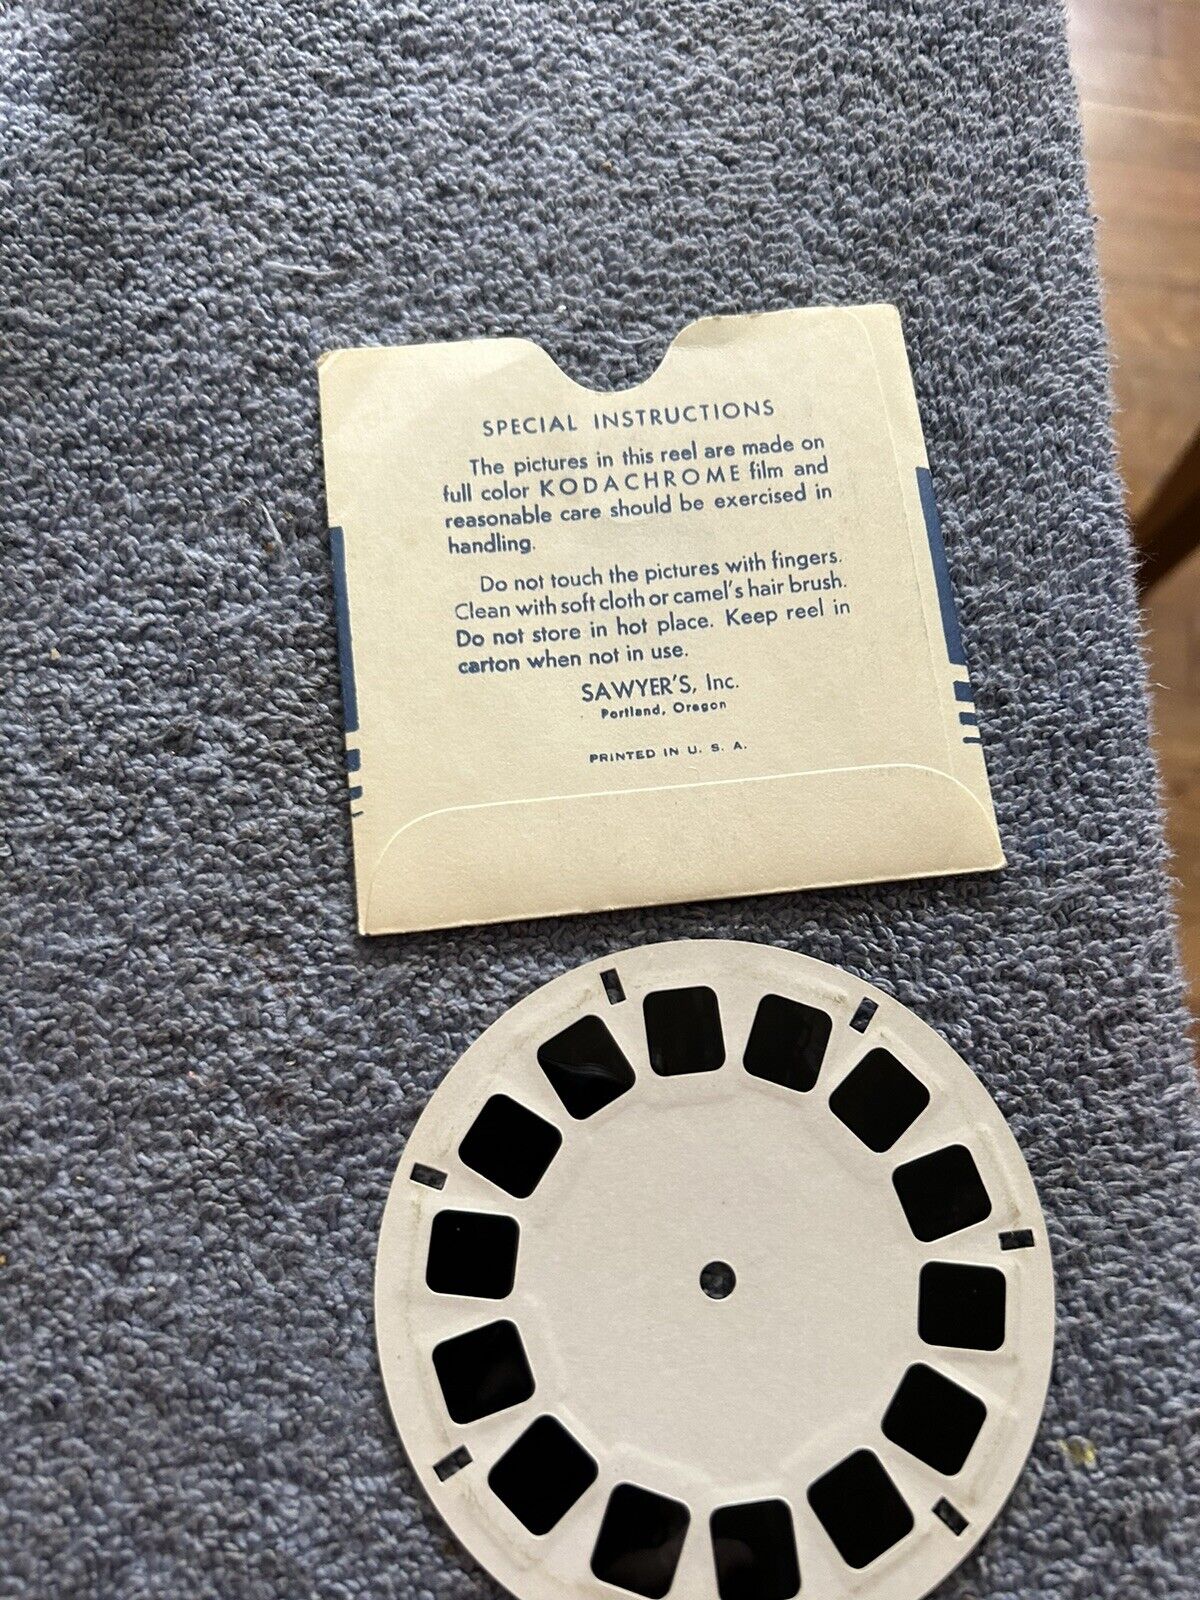 SPECIAL INSTRUCTIONS
The pictures in this reel are made on
full color KODACHROME film and
reasonable care should be exercised in
handling.
Do not touch the pictures with fingers.
Clean with soft cloth or camel's hair brush.
Do not store in hot place. Keep reel in
carton when not in use.
SAWYER'S, Inc.
Portland, Oregon
PRINTED IN U. S. A.